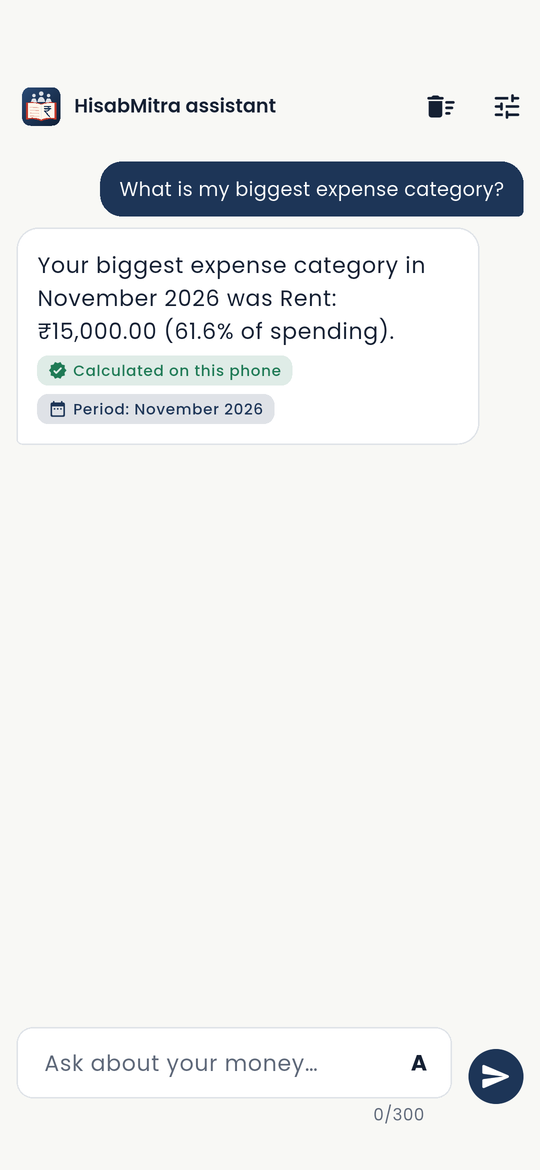 HisabMitra assistant
What is my biggest expense category?
Your biggest expense category in
November 2026 was Rent:
₹15,000.00 (61.6% of spending).
Calculated on this phone
Period: November 2026
Ask about your money…
A
0/300